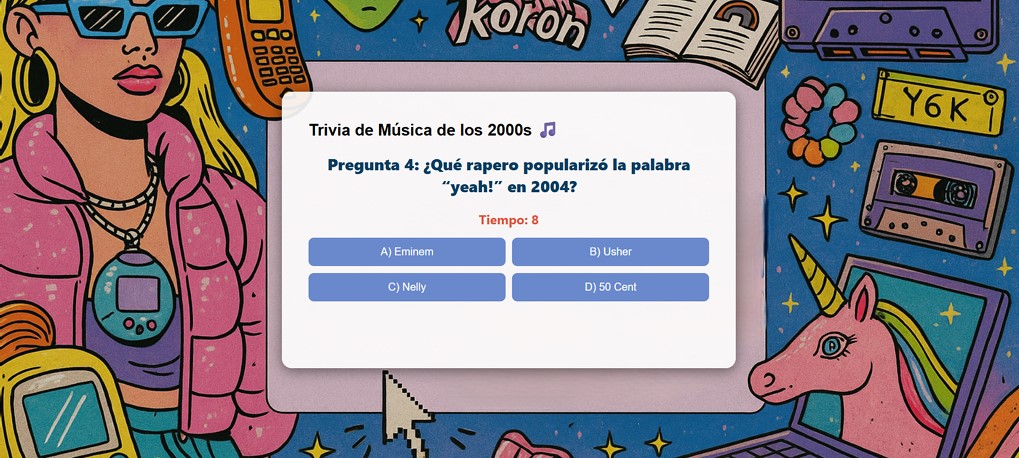 koron
Y6K
Trivia de Música de los 2000s 🎵
Pregunta 4: ¿Qué rapero popularizó la palabra
“yeah!” en 2004?
Tiempo: 8
A) Eminem
B) Usher
C) Nelly
D) 50 Cent